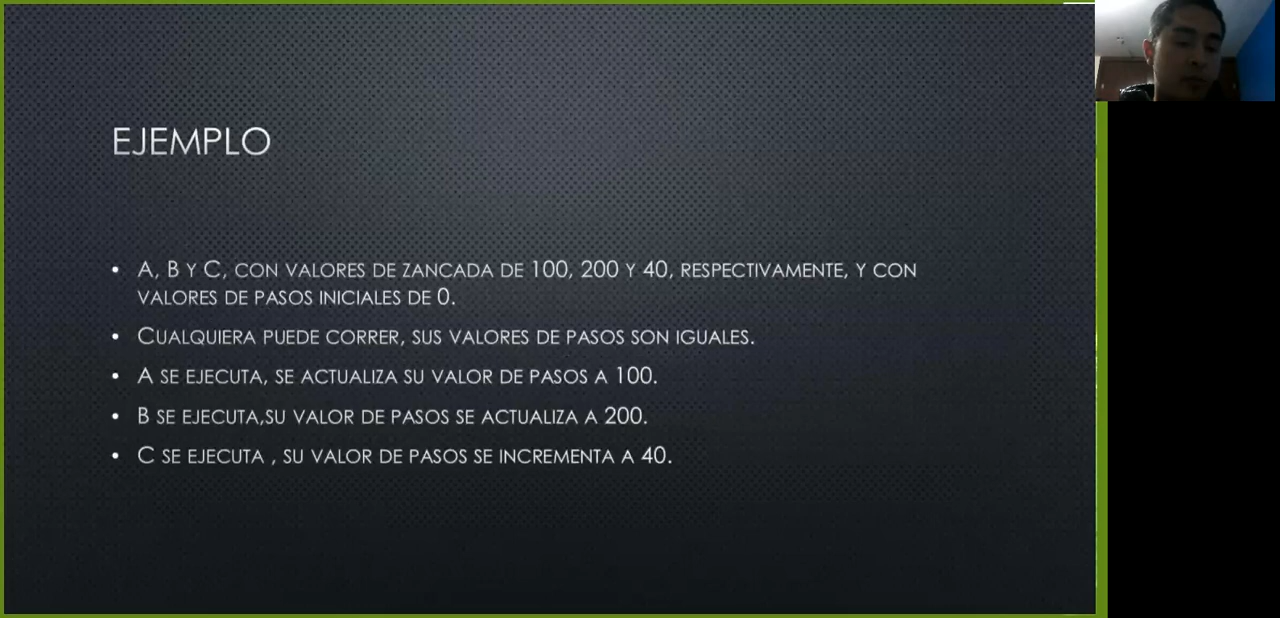 EJEMPLO
• A, B Y C, CON VALORES DE ZANCADA DE 100, 200 Y 40, RESPECTIVAMENTE, Y CON
VALORES DE PASOS INICIALES DE 0.
• CUALQUIERA PUEDE CORRER, SUS VALORES DE PASOS SON IGUALES.
• A SE EJECUTA, SE ACTUALIZA SU VALOR DE PASOS A 100.
• B SE EJECUTA,SU VALOR DE PASOS SE ACTUALIZA A 200.
• C SE EJECUTA , SU VALOR DE PASOS SE INCREMENTA A 40.